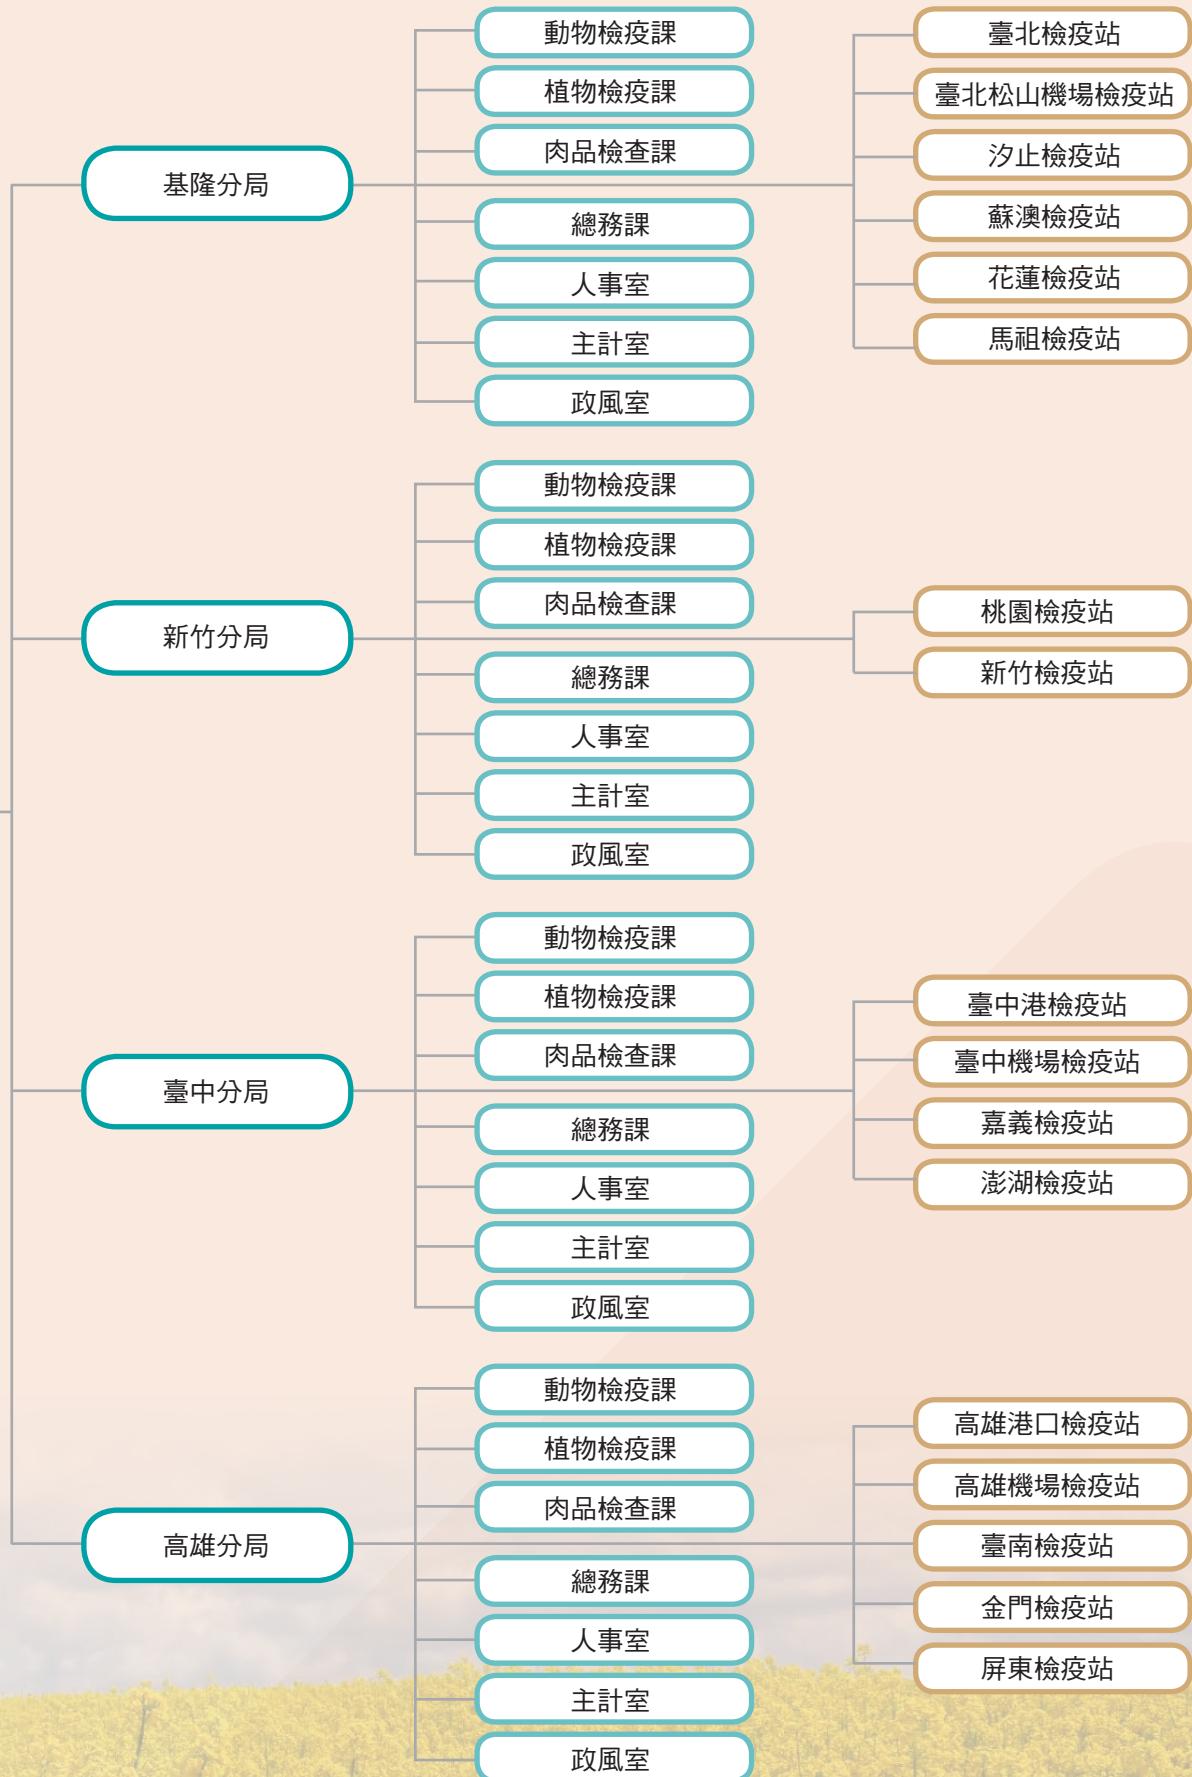 基隆分局
動物檢疫課
植物檢疫課
肉品檢查課
總務課
人事室
主計室
政風室
臺北檢疫站
臺北松山機場檢疫站
汐止檢疫站
蘇澳檢疫站
花蓮檢疫站
馬祖檢疫站
新竹分局
動物檢疫課
植物檢疫課
肉品檢查課
總務課
人事室
主計室
政風室
桃園檢疫站
新竹檢疫站
臺中分局
動物檢疫課
植物檢疫課
肉品檢查課
總務課
人事室
主計室
政風室
臺中港檢疫站
臺中機場檢疫站
嘉義檢疫站
澎湖檢疫站
高雄分局
動物檢疫課
植物檢疫課
肉品檢查課
總務課
人事室
主計室
政風室
高雄港口檢疫站
高雄機場檢疫站
臺南檢疫站
金門檢疫站
屏東檢疫站